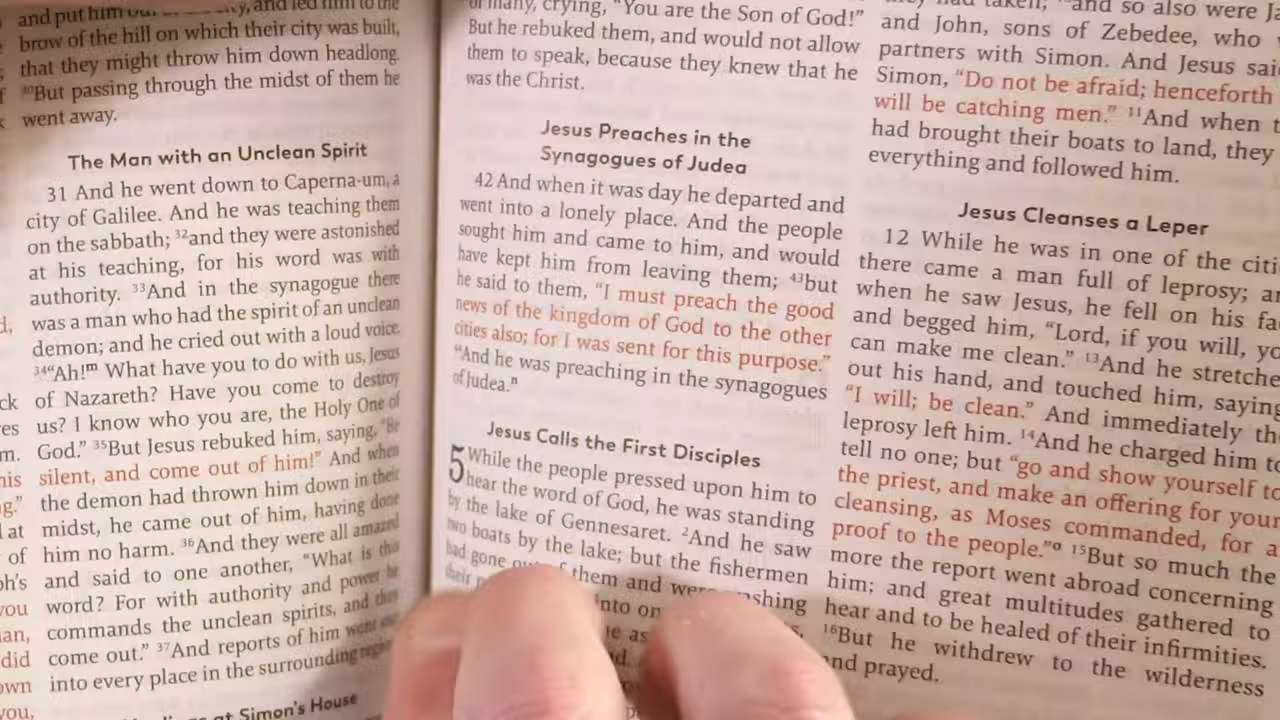 and put him out of the city, and led him to the
brow of the hill on which their city was built,
that they might throw him down headlong.
³⁰But passing through the midst of them he
went away.
The Man with an Unclean Spirit
31 And he went down to Caperna-um, a
city of Galilee. And he was teaching them
on the sabbath; ³²and they were astonished
at his teaching, for his word was with
authority. ³³And in the synagogue there
was a man who had the spirit of an unclean
demon; and he cried out with a loud voice,
³⁴“Ah!ᵐ What have you to do with us, Jesus
of Nazareth? Have you come to destroy
us? I know who you are, the Holy One of
God.” ³⁵But Jesus rebuked him, saying, “Be
silent, and come out of him!” And when
the demon had thrown him down in their
midst, he came out of him, having done
him no harm. ³⁶And they were all amazed
and said to one another, “What is this
word? For with authority and power he
commands the unclean spirits, and they
come out.” ³⁷And reports of him went
into every place in the surrounding region
at Simon’s House
of many, crying, “You are the Son of God!”
But he rebuked them, and would not allow
them to speak, because they knew that he
was the Christ.
Jesus Preaches in the
Synagogues of Judea
42 And when it was day he departed and
went into a lonely place. And the people
sought him and came to him, and would
have kept him from leaving them; ⁴³but
he said to them, “I must preach the good
news of the kingdom of God to the other
cities also; for I was sent for this purpose.”
⁴⁴And he was preaching in the synagogues
of Judea.ⁿ
Jesus Calls the First Disciples
5 While the people pressed upon him to
hear the word of God, he was standing
by the lake of Gennesaret. ²And he saw
two boats by the lake; but the fishermen
had gone out of them and were washing
their
they had taken; and so also were
and John, sons of Zebedee, who
partners with Simon. And Jesus said
Simon, “Do not be afraid; henceforth
will be catching men.” ¹¹And when
had brought their boats to land, they
everything and followed him.
Jesus Cleanses a Leper
12 While he was in one of the
there came a man full of leprosy;
when he saw Jesus, he fell on his
and begged him, “Lord, if you will,
can make me clean.” ¹³And he
out his hand, and touched him, saying
“I will; be clean.” And immediately
leprosy left him. ¹⁴And he charged him
tell no one; but “go and show yourself to
the priest, and make an offering for your
cleansing, as Moses commanded, for a
proof to the people.”ᵒ ¹⁵But so much the
more the report went abroad concerning
him; and great multitudes gathered to
hear and to be healed of their infirmities.
¹⁶But he withdrew to the wilderness
and prayed.